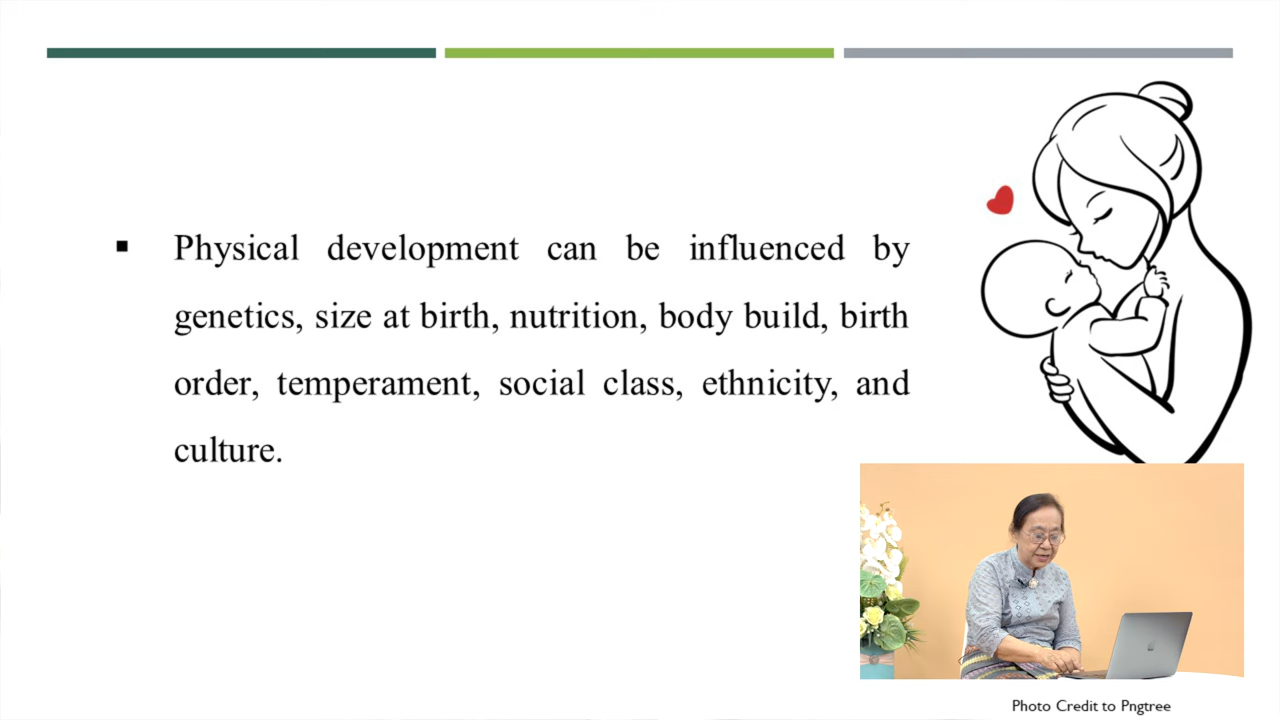 ▪ Physical development can be influenced by
genetics, size at birth, nutrition, body build, birth
order, temperament, social class, ethnicity, and
culture.
Photo Credit to Pngtree